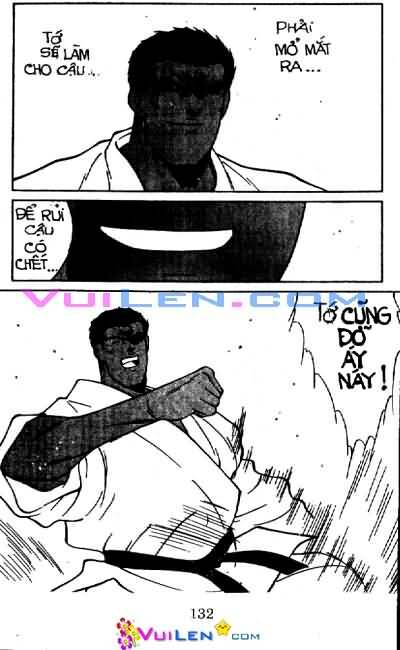 TỚ
SẼ LÀM
CHO CẬU...
PHẢI
MỞ MẮT
RA...
ĐỂ RỦI
CẬU
CÓ
CHẾT...
VUILEN.COM
TỚ CŨNG
ĐỠ
ÁY
NÁY!
132
VUILEN.COM